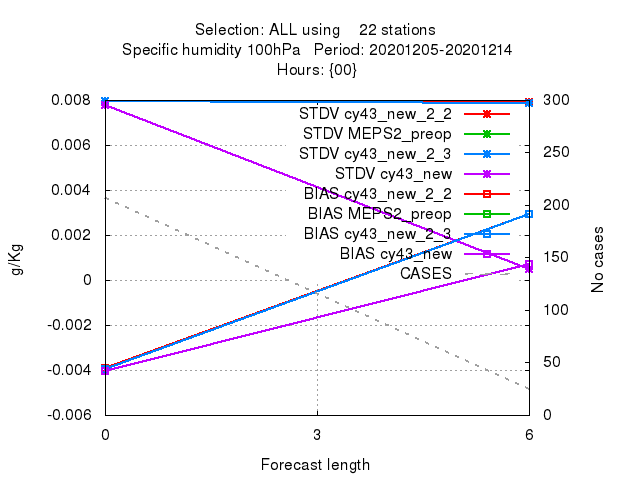 Selection: ALL using    22 stations
Specific humidity 100hPa   Period: 20201205-20201214
Hours: {00}
0.008
0.006
0.004
0.002
0
-0.002
-0.004
-0.006
g/Kg
STDV cy43_new_2_2
STDV MEPS2_preop
STDV cy43_new_2_3
STDV cy43_new
BIAS cy43_new_2_2
BIAS MEPS2_preop
BIAS cy43_new_2_3
BIAS cy43_new
CASES
300
250
200
150
100
50
0
No cases
0 3 6
Forecast length